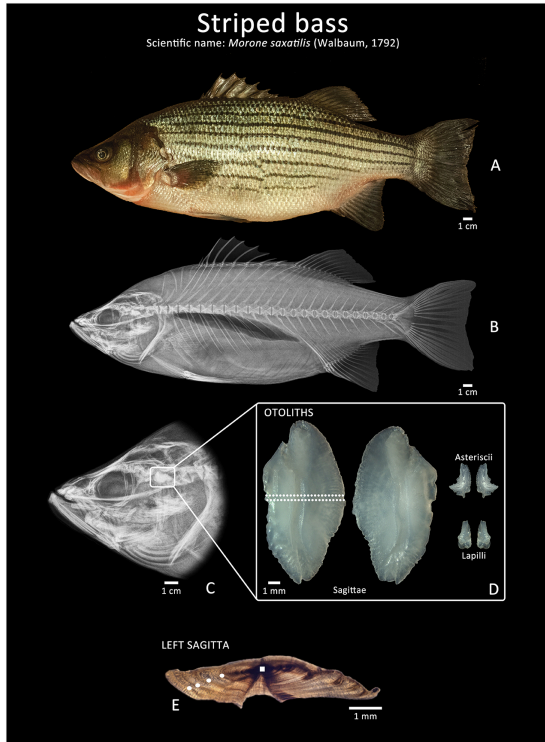 Striped bass
Scientific name: Morone saxatilis (Walbaum, 1792)
A
1 cm
B
1 cm
OTOLITHS
Asteriscii
Lapilli
1 cm
C
1 mm
Sagittae
D
LEFT SAGITTA
E
1 mm